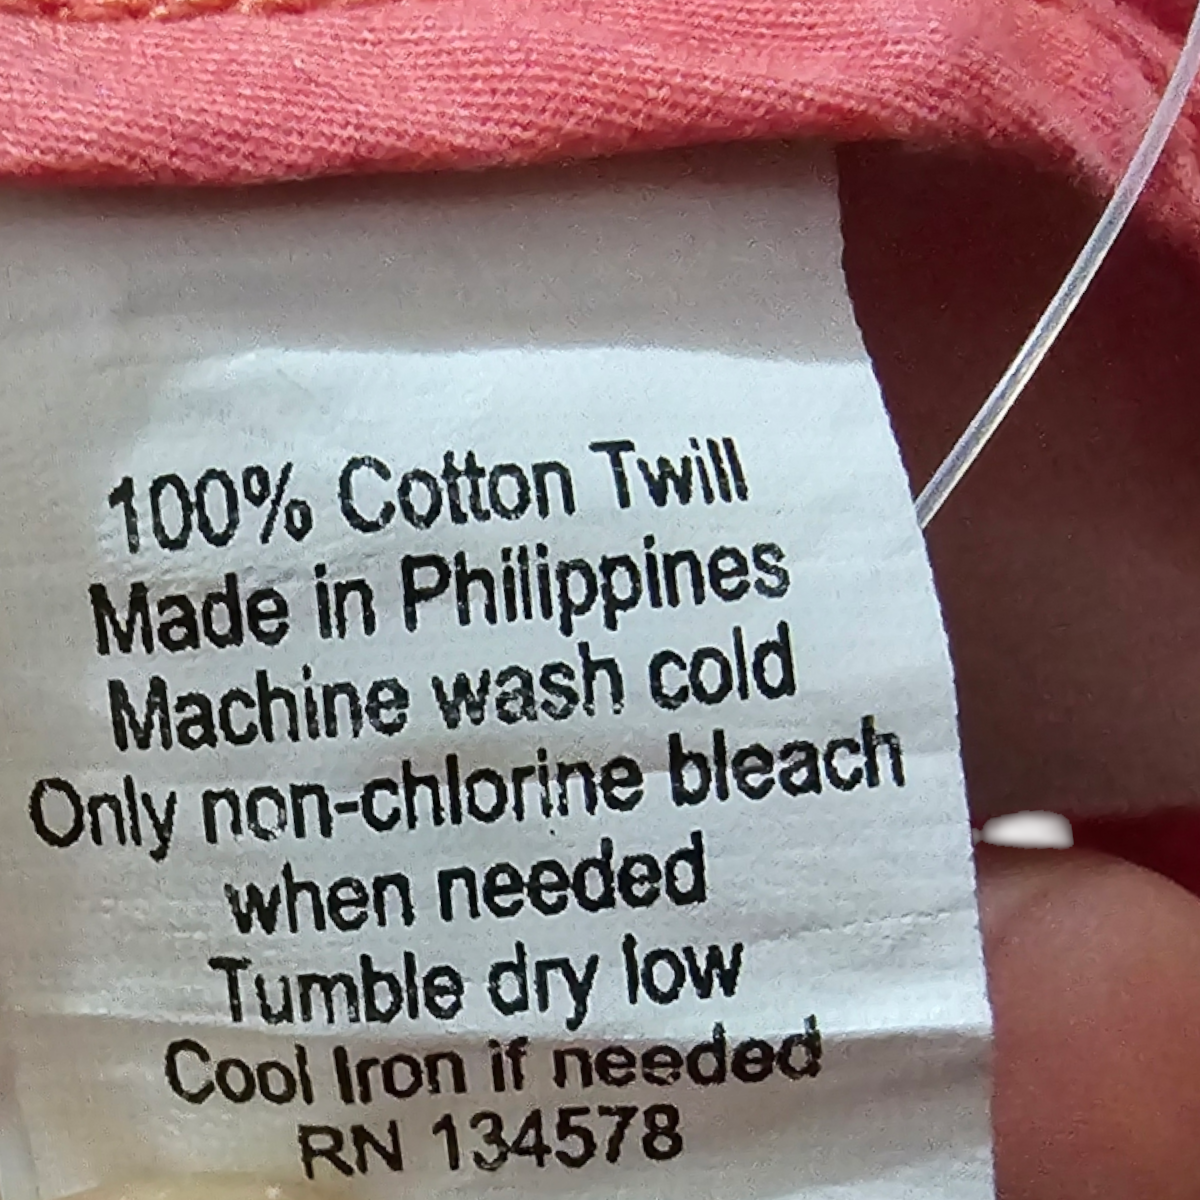 100% Cotton Twill
Made in Philippines
Machine wash cold
Only non-chlorine bleach
when needed
Tumble dry low
Cool Iron if needed
RN 134578